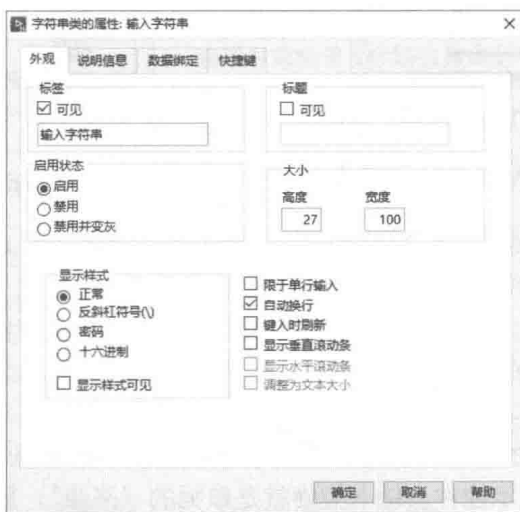 字符串类的属性: 输入字符串
外观 说明信息 数据绑定 快捷键
标签
可见
输入字符串
标题
可见
启用状态
启用
禁用
禁用并变灰
大小
高度 宽度
27 100
显示样式
正常
反斜杠符号(\)
密码
十六进制
显示样式可见
限于单行输入
自动换行
键入时刷新
显示垂直滚动条
显示水平滚动条
调整为文本大小
确定 取消 帮助